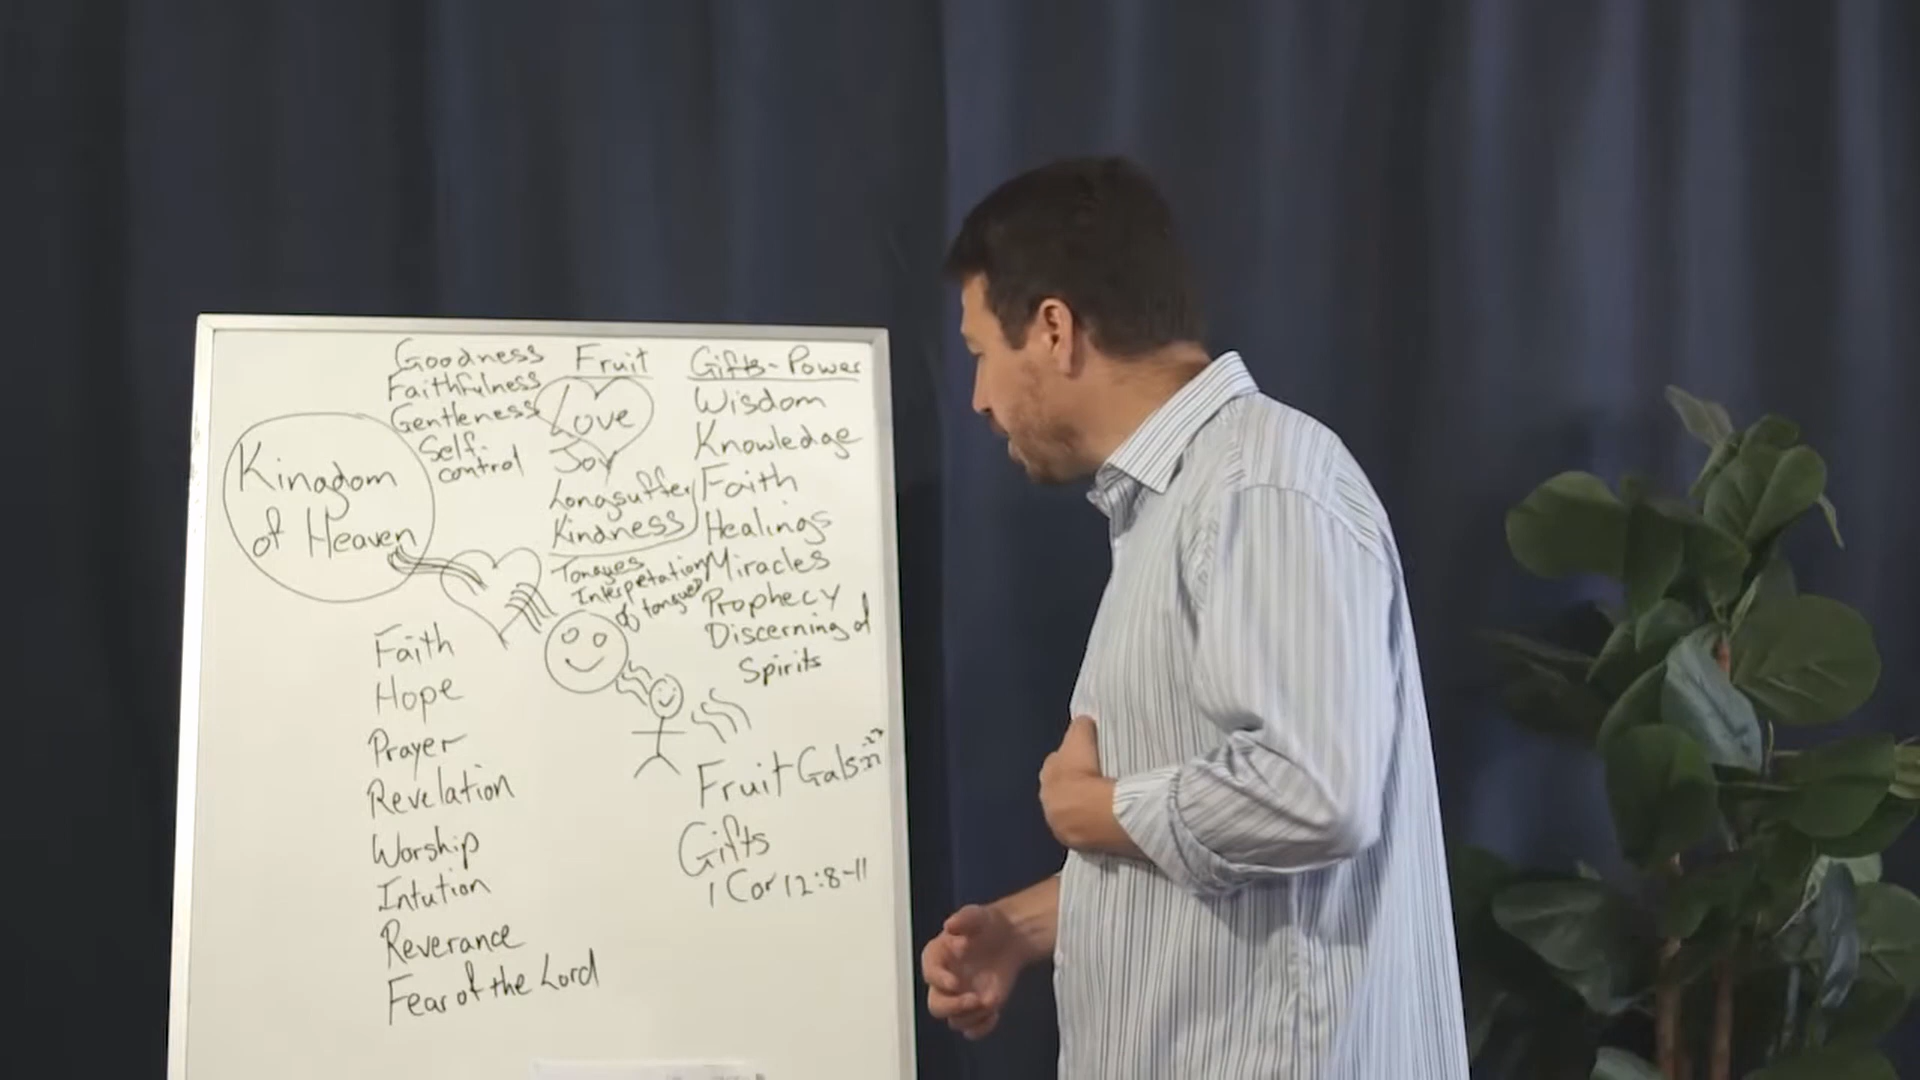 Goodness
Faithfulness
Gentleness
Self-
control
Fruit
Love
Joy
Longsuffer
Kindness
Gifts-Power
Wisdom
Knowledge
Faith
Healings
Miracles
Prophecy
Discerning of
Spirits
Tongues
Interpetation
of tongues
Kingdom
of Heaven
Faith
Hope
Prayer
Revelation
Worship
Intution
Reverance
Fear of the Lord
Fruit Gal
Gifts
1 Cor 12:8-11